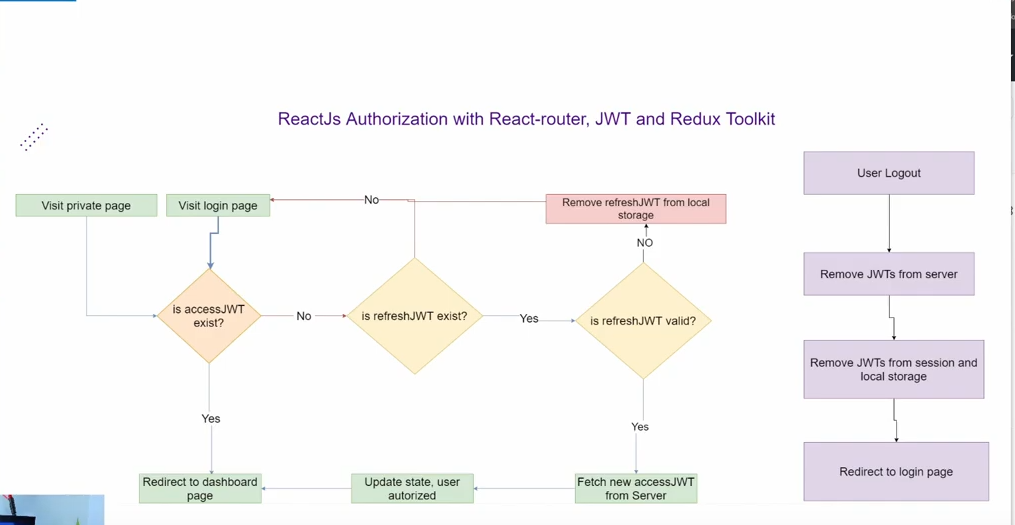 ReactJs Authorization with React-router, JWT and Redux Toolkit
Visit private page
Visit login page
No
Remove refreshJWT from local
storage
NO
is accessJWT
exist?
No
is refreshJWT exist?
Yes
is refreshJWT valid?
Yes
Yes
Redirect to dashboard
page
Update state, user
autorized
Fetch new accessJWT
from Server
User Logout
Remove JWTs from server
Remove JWTs from session and
local storage
Redirect to login page